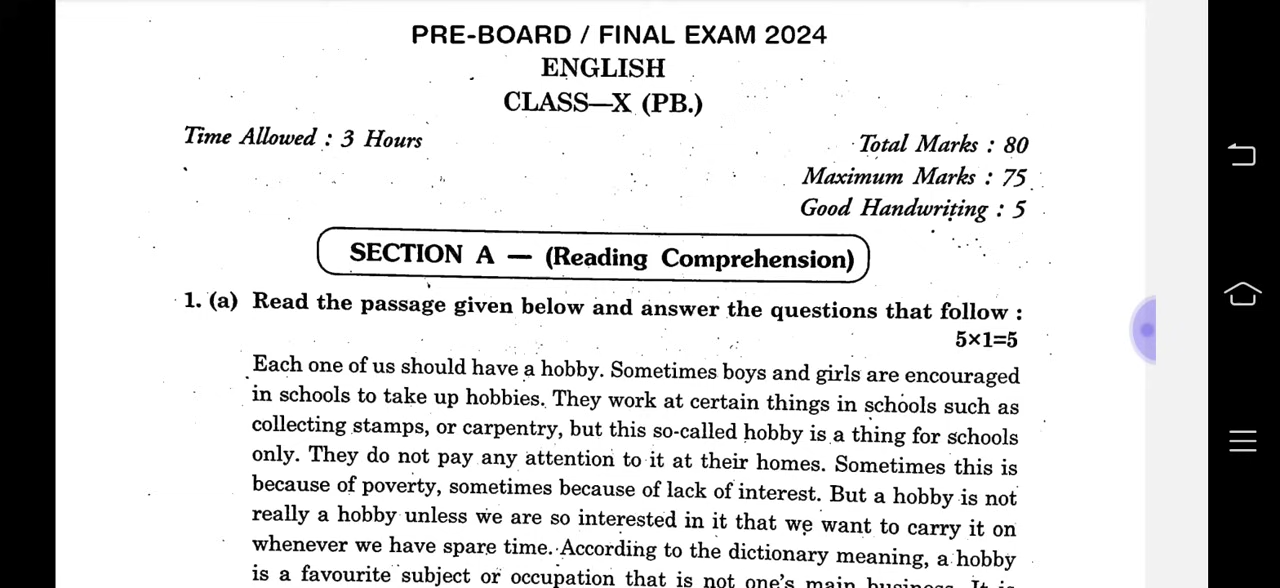 PRE-BOARD / FINAL EXAM 2024
ENGLISH
CLASS—X (PB.)
Time Allowed : 3 Hours
Total Marks : 80
Maximum Marks : 75
Good Handwriting : 5
SECTION A — (Reading Comprehension)
1. (a) Read the passage given below and answer the questions that follow :
5×1=5
Each one of us should have a hobby. Sometimes boys and girls are encouraged
in schools to take up hobbies. They work at certain things in schools such as
collecting stamps, or carpentry, but this so-called hobby is a thing for schools
only. They do not pay any attention to it at their homes. Sometimes this is
because of poverty, sometimes because of lack of interest. But a hobby is not
really a hobby unless we are so interested in it that we want to carry it on
whenever we have spare time. According to the dictionary meaning, a hobby
is a favourite subject or occupation that is not one's main business. It is